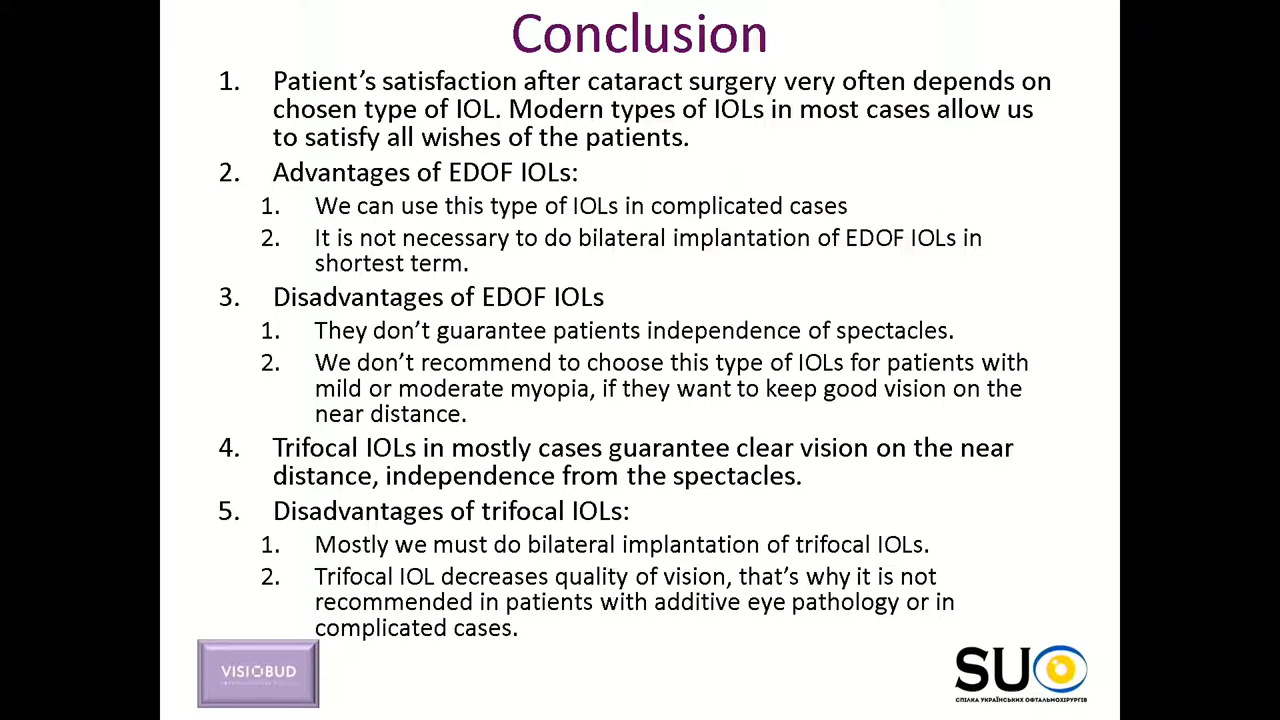 Conclusion
1. Patient's satisfaction after cataract surgery very often depends on
chosen type of IOL. Modern types of IOLs in most cases allow us
to satisfy all wishes of the patients.
2. Advantages of EDOF IOLs:
1. We can use this type of IOLs in complicated cases
2. It is not necessary to do bilateral implantation of EDOF IOLs in
shortest term.
3. Disadvantages of EDOF IOLs
1. They don't guarantee patients independence of spectacles.
2. We don't recommend to choose this type of IOLs for patients with
mild or moderate myopia, if they want to keep good vision on the
near distance.
4. Trifocal IOLs in mostly cases guarantee clear vision on the near
distance, independence from the spectacles.
5. Disadvantages of trifocal IOLs:
1. Mostly we must do bilateral implantation of trifocal IOLs.
2. Trifocal IOL decreases quality of vision, that's why it is not
recommended in patients with additive eye pathology or in
complicated cases.
VISIOBUD
SUO
СПІЛКА УКРАЇНСЬКИХ ОФТАЛЬМОХІРУРГІВ